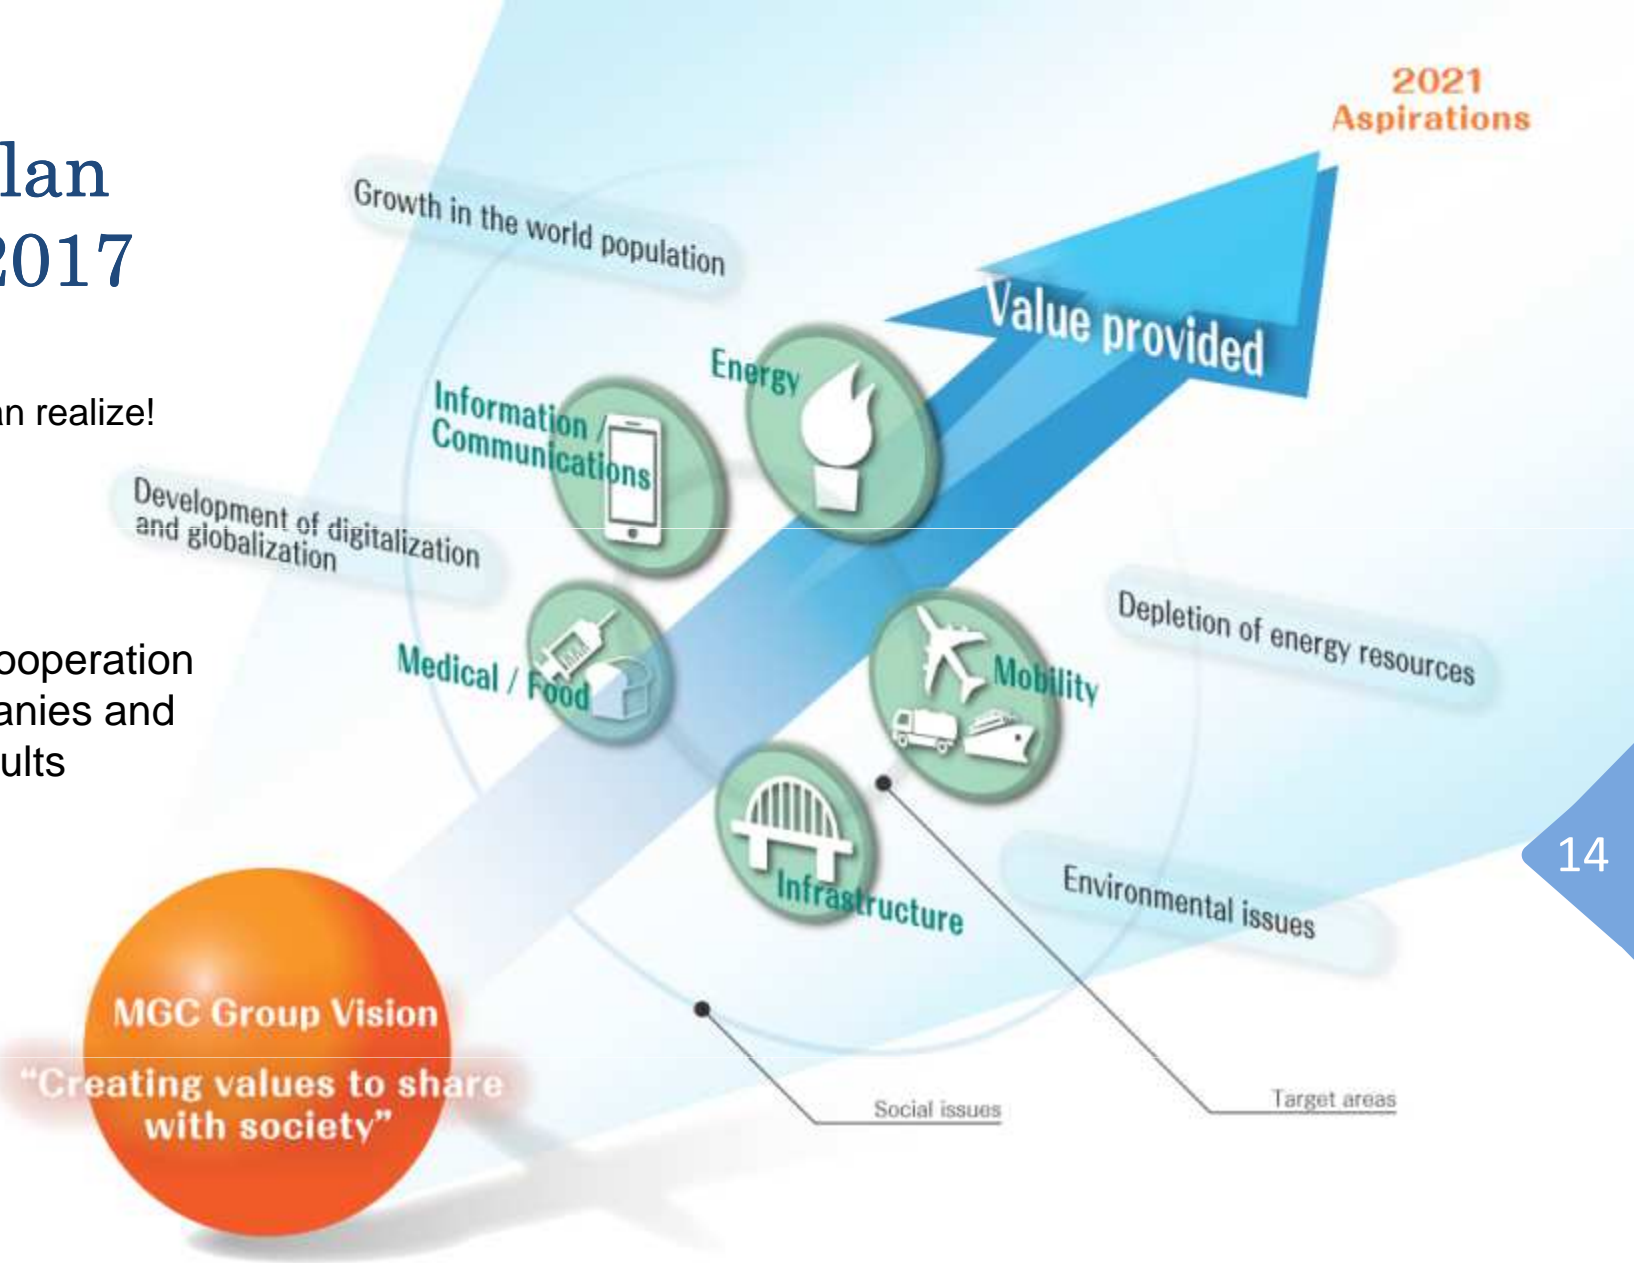 lan
2017
an realize!
ooperation
anies and
ults
2021
Aspirations
Growth in the world population
Value provided
Energy
Information /
Communications
Development of digitalization
and globalization
Medical / Food
Mobility
Depletion of energy resources
Infrastructure
Environmental issues
14
MGC Group Vision
“Creating values to share
with society”
Social issues
Target areas